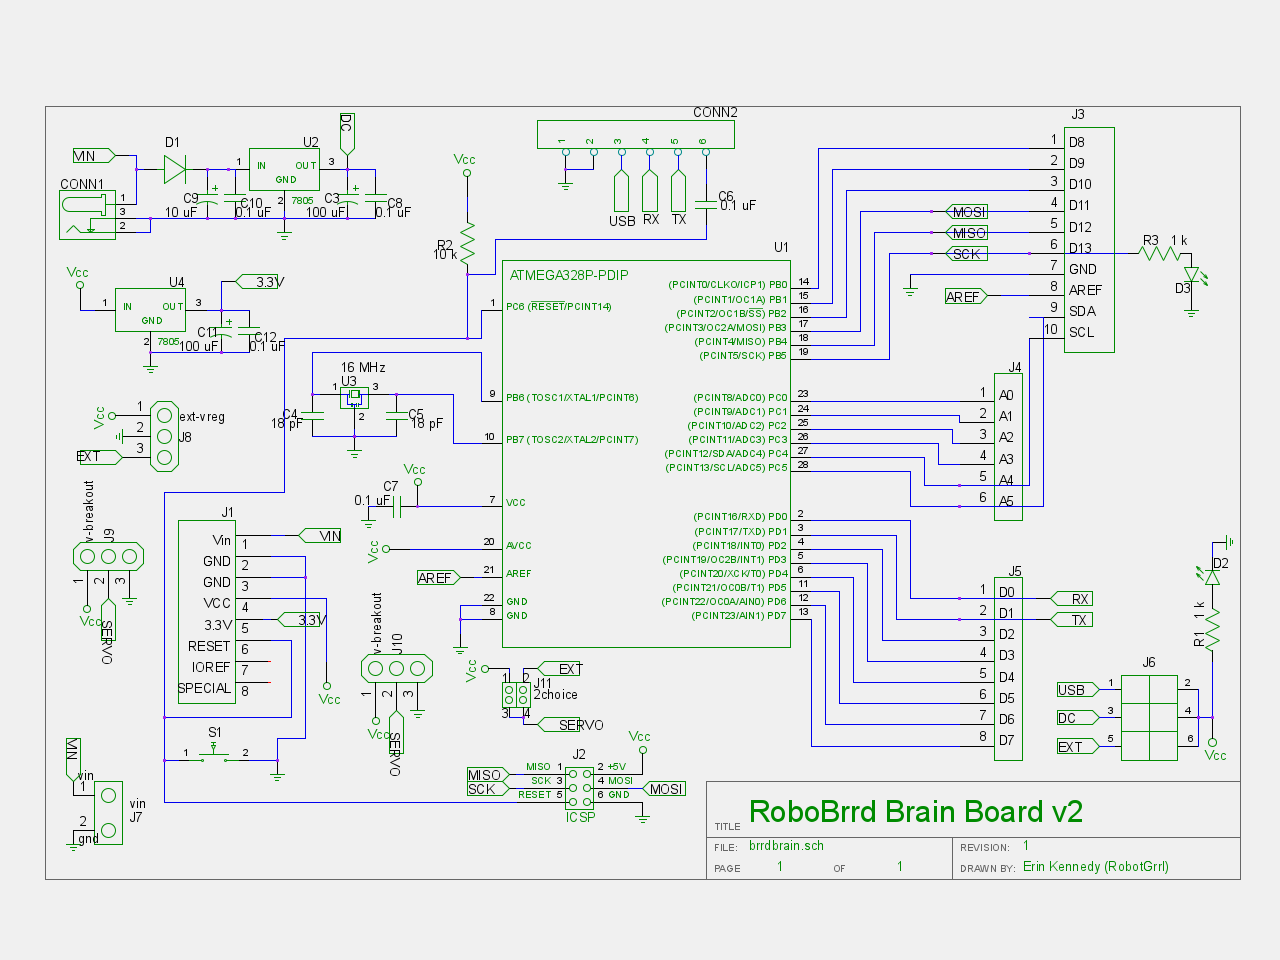 CONN2
1 2 3 4 5 6
USB RX TX
C6
0.1 uF
VIN
D1
DC
U2
1 IN OUT 3
GND
2 7805
CONN1
1
3
2
C9
10 uF
C10
0.1 uF
C3
100 uF
C8
0.1 uF
Vcc
R2
10 k
Vcc
U4
1 IN OUT 3
GND
2 7805
3.3V
C11
100 uF
C12
0.1 uF
16 MHz
U3
1 3
2
C4
18 pF
C5
18 pF
Vcc
1
2
3
ext-vreg
J8
EXT
v-breakout
J9
1 2 3
Vcc
SERVO
J1
Vin 1
GND 2
GND 3
VCC 4
3.3V 5
RESET 6
IOREF 7
SPECIAL 8
VIN
3.3V
Vcc
S1
1 2
VIN
vin
1
2
gnd
vin
J7
v-breakout
J10
1 2 3
Vcc
SERVO
Vcc
C7
0.1 uF
Vcc
AREF
U1
ATMEGA328P-PDIP
1 PC6 (RESET/PCINT14)
9 PB6 (TOSC1/XTAL1/PCINT6)
10 PB7 (TOSC2/XTAL2/PCINT7)
7 VCC
20 AVCC
21 AREF
22 GND
8 GND
(PCINT0/CLKO/ICP1) PB0 14
(PCINT1/OC1A) PB1 15
(PCINT2/OC1B/SS) PB2 16
(PCINT3/OC2A/MOSI) PB3 17
(PCINT4/MISO) PB4 18
(PCINT5/SCK) PB5 19
(PCINT8/ADC0) PC0 23
(PCINT9/ADC1) PC1 24
(PCINT10/ADC2) PC2 25
(PCINT11/ADC3) PC3 26
(PCINT12/SDA/ADC4) PC4 27
(PCINT13/SCL/ADC5) PC5 28
(PCINT16/RXD) PD0 2
(PCINT17/TXD) PD1 3
(PCINT18/INT0) PD2 4
(PCINT19/OC2B/INT1) PD3 5
(PCINT20/XCK/T0) PD4 6
(PCINT21/OC0B/T1) PD5 11
(PCINT22/OC0A/AIN0) PD6 12
(PCINT23/AIN1) PD7 13
Vcc
1 2
3 4
EXT
J11
2choice
SERVO
J2
MISO
SCK
MISO 1 2 +5V
SCK 3 4 MOSI
RESET 5 6 GND
ICSP
Vcc
MOSI
J3
1 D8
2 D9
3 D10
4 D11
5 D12
6 D13
7 GND
8 AREF
9 SDA
10 SCL
MOSI
MISO
SCK
AREF
R3 1 k
D3
J4
1 A0
2 A1
3 A2
4 A3
5 A4
6 A5
J5
1 D0
2 D1
3 D2
4 D3
5 D4
6 D5
7 D6
8 D7
RX
TX
D2
R1 1 k
J6
USB 1 2
DC 3 4
EXT 5 6
Vcc
TITLE RoboBrrd Brain Board v2
FILE: brrdbrain.sch REVISION: 1
PAGE 1 OF 1 DRAWN BY: Erin Kennedy (RobotGrrl)